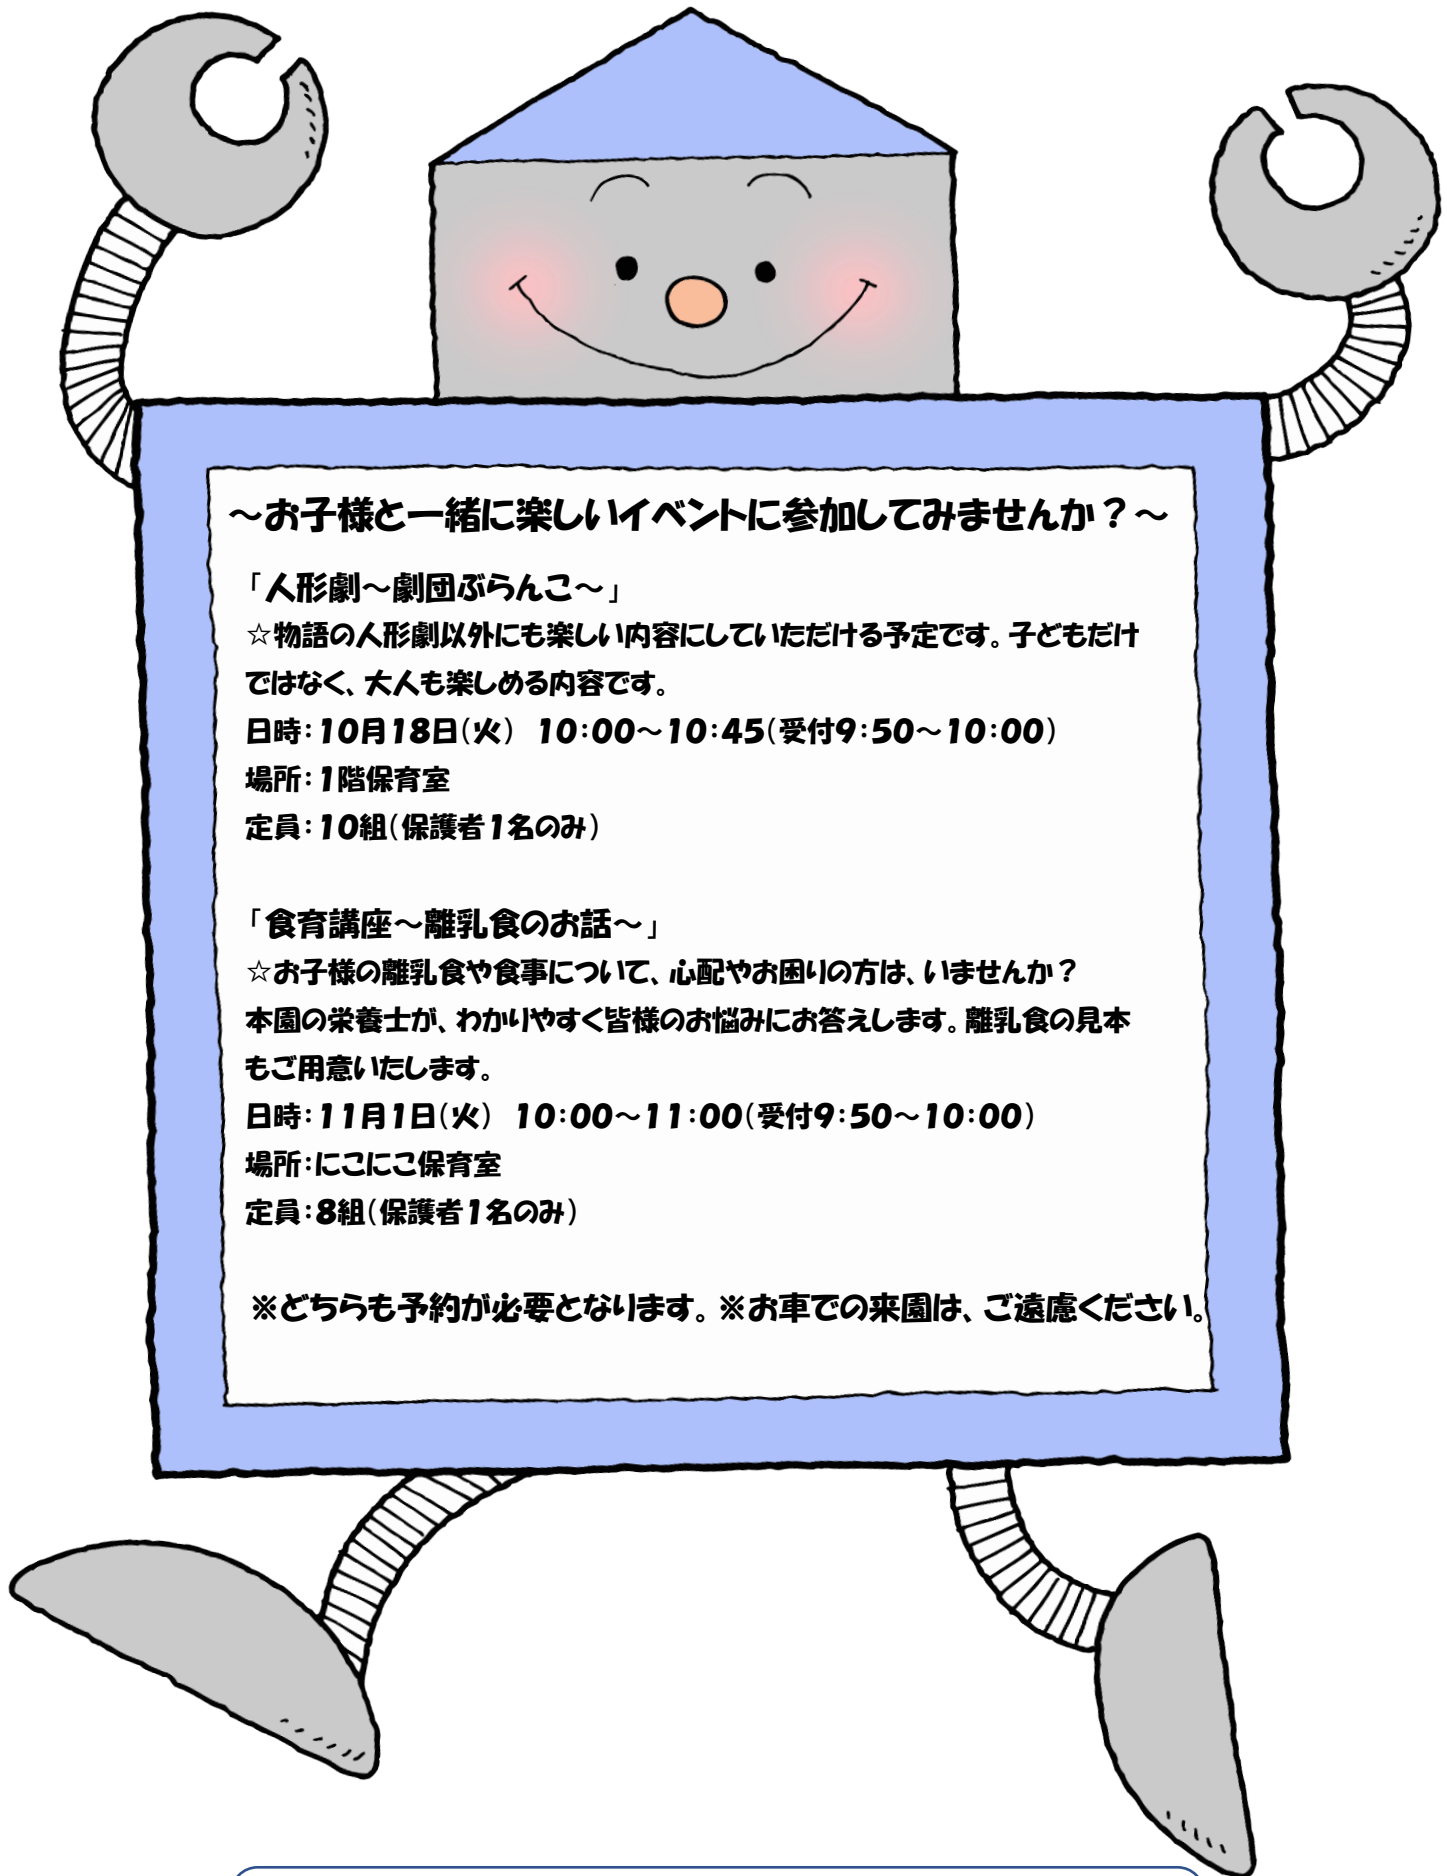 ～お子様と一緒に楽しいイベントに参加してみませんか？～
「人形劇～劇団ぶらんこ～」
☆物語の人形劇以外にも楽しい内容にしていただける予定です。子どもだけ
ではなく、大人も楽しめる内容です。
日時：10月18日（火） 10：00～10：45（受付9：50～10：00）
場所：1階保育室
定員：10組（保護者1名のみ）
「食育講座～離乳食のお話～」
☆お子様の離乳食や食事について、心配やお困りの方は、いませんか？
本園の栄養士が、わかりやすく皆様のお悩みにお答えします。離乳食の見本
もご用意いたします。
日時：11月1日（火） 10：00～11：00（受付9：50～10：00）
場所：にこにこ保育室
定員：8組（保護者1名のみ）
※どちらも予約が必要となります。※お車での来園は、ご遠慮ください。